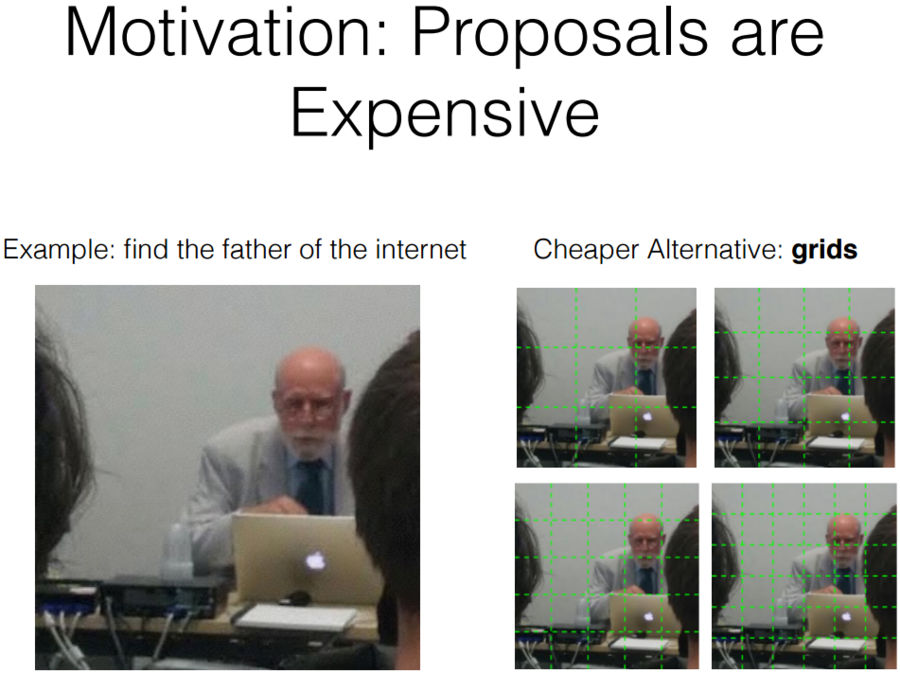 Motivation: Proposals are
Expensive
Example: find the father of the internet
Cheaper Alternative: grids